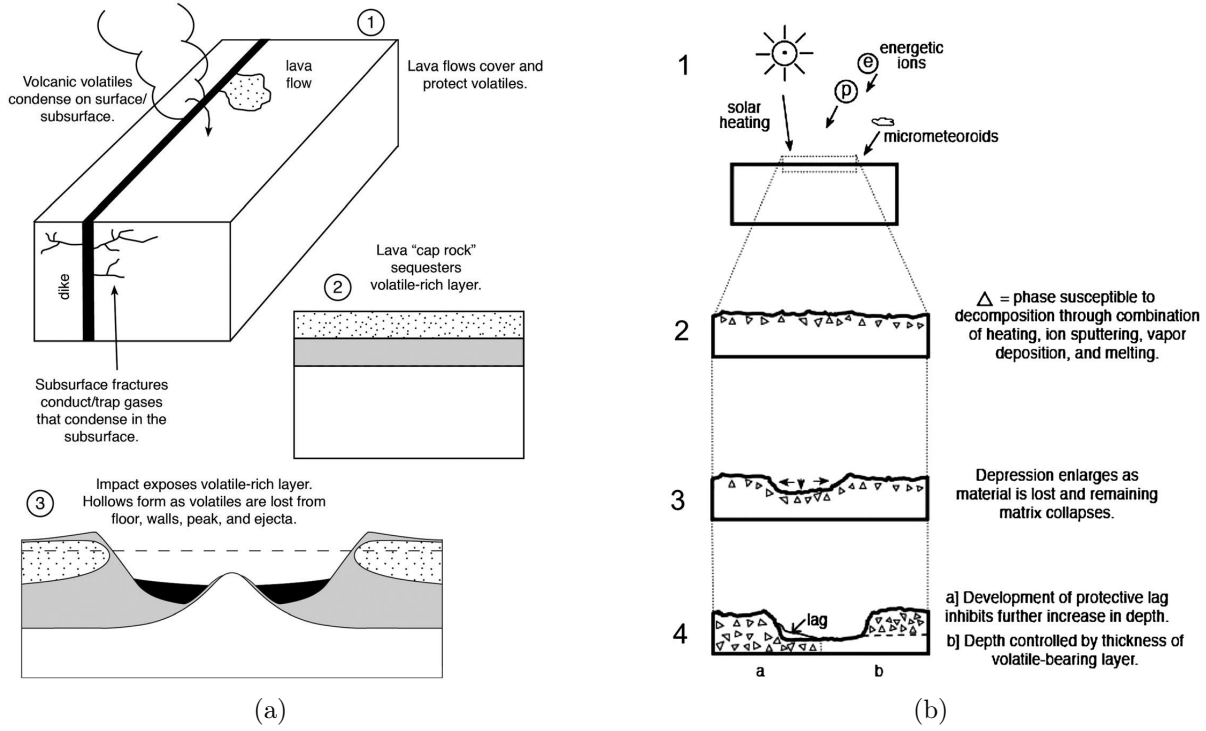 1
Volcanic volatiles
condense on surface/
subsurface.
lava
flow
Lava flows cover and
protect volatiles.
dike
Subsurface fractures
conduct/trap gases
that condense in the
subsurface.
2
Lava “cap rock”
sequesters
volatile-rich layer.
3
Impact exposes volatile-rich layer.
Hollows form as volatiles are lost from
floor, walls, peak, and ejecta.
(a)
1
solar
heating
e
energetic
ions
p
micrometeoroids
2
△ = phase susceptible to
decomposition through combination
of heating, ion sputtering, vapor
deposition, and melting.
3
Depression enlarges as
material is lost and remaining
matrix collapses.
4
lag
a
b
a] Development of protective lag
inhibits further increase in depth.
b] Depth controlled by thickness of
volatile-bearing layer.
(b)